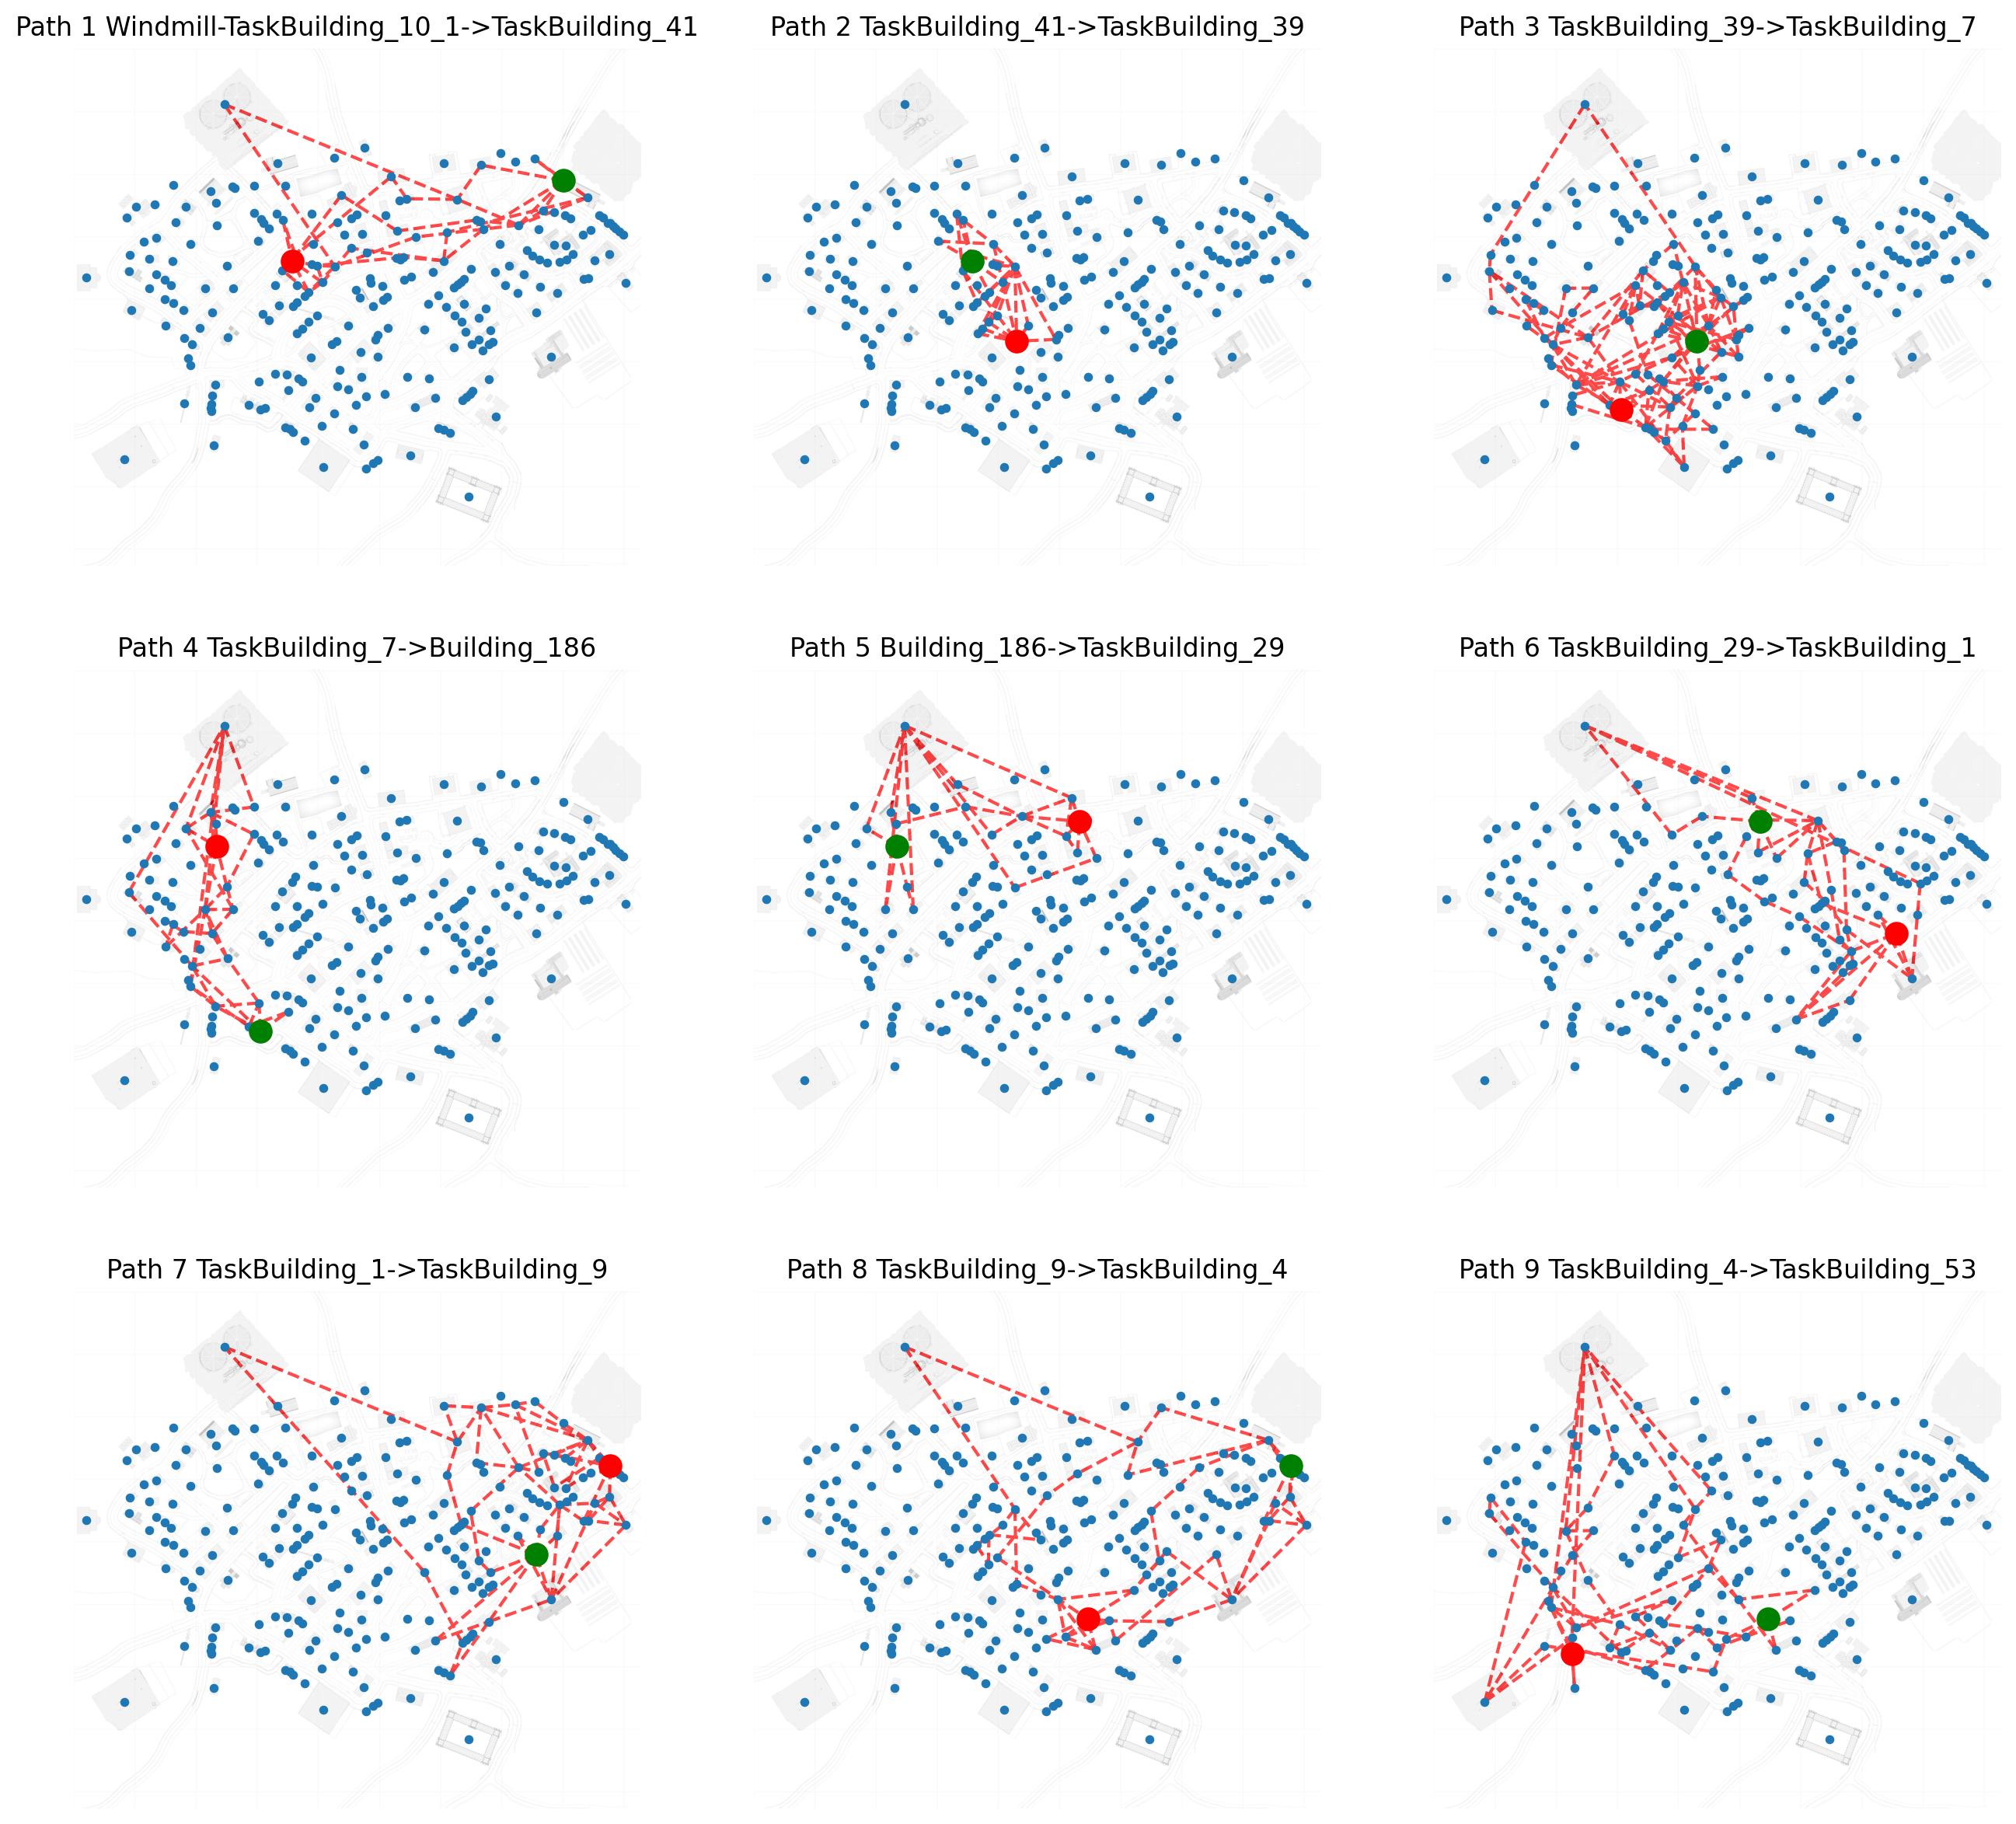 Path 1 Windmill-TaskBuilding_10_1->TaskBuilding_41
Path 2 TaskBuilding_41->TaskBuilding_39
Path 3 TaskBuilding_39->TaskBuilding_7
Path 4 TaskBuilding_7->Building_186
Path 5 Building_186->TaskBuilding_29
Path 6 TaskBuilding_29->TaskBuilding_1
Path 7 TaskBuilding_1->TaskBuilding_9
Path 8 TaskBuilding_9->TaskBuilding_4
Path 9 TaskBuilding_4->TaskBuilding_53